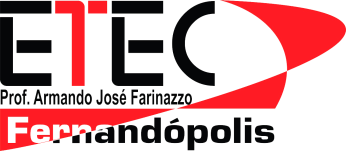 ETEC
Prof. Armando José Farinazzo
Fernandópolis